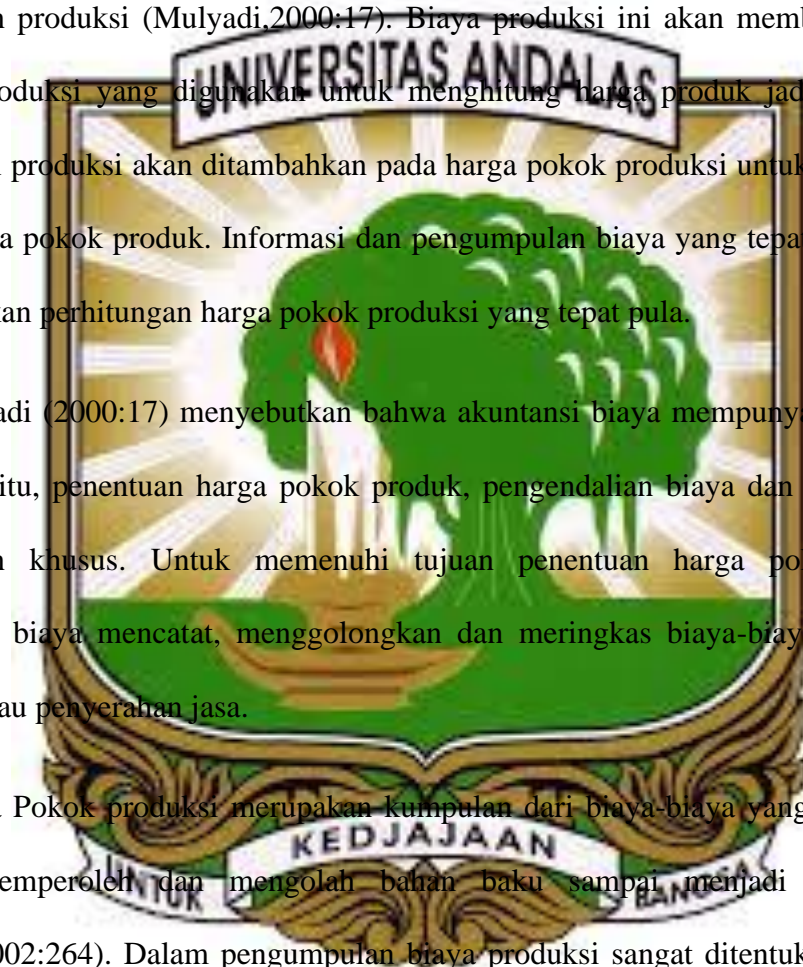 n produksi (Mulyadi,2000:17). Biaya produksi ini akan memb
UNIVERSITAS ANDALAS
oduksi yang digunakan untuk menghitung harga produk jad
n produksi akan ditambahkan pada harga pokok produksi untuk
a pokok produk. Informasi dan pengumpulan biaya yang tepat
kan perhitungan harga pokok produksi yang tepat pula.
adi (2000:17) menyebutkan bahwa akuntansi biaya mempunya
itu, penentuan harga pokok produk, pengendalian biaya dan
n khusus. Untuk memenuhi tujuan penentuan harga po
biaya mencatat, menggolongkan dan meringkas biaya-biay
au penyerahan jasa.
a Pokok produksi merupakan kumpulan dari biaya-biaya yang
KEDJAJAAN
emperoleh dan mengolah bahan baku sampai menjadi
UNTUK BANGSA
002:264). Dalam pengumpulan biaya produksi sangat ditentuk